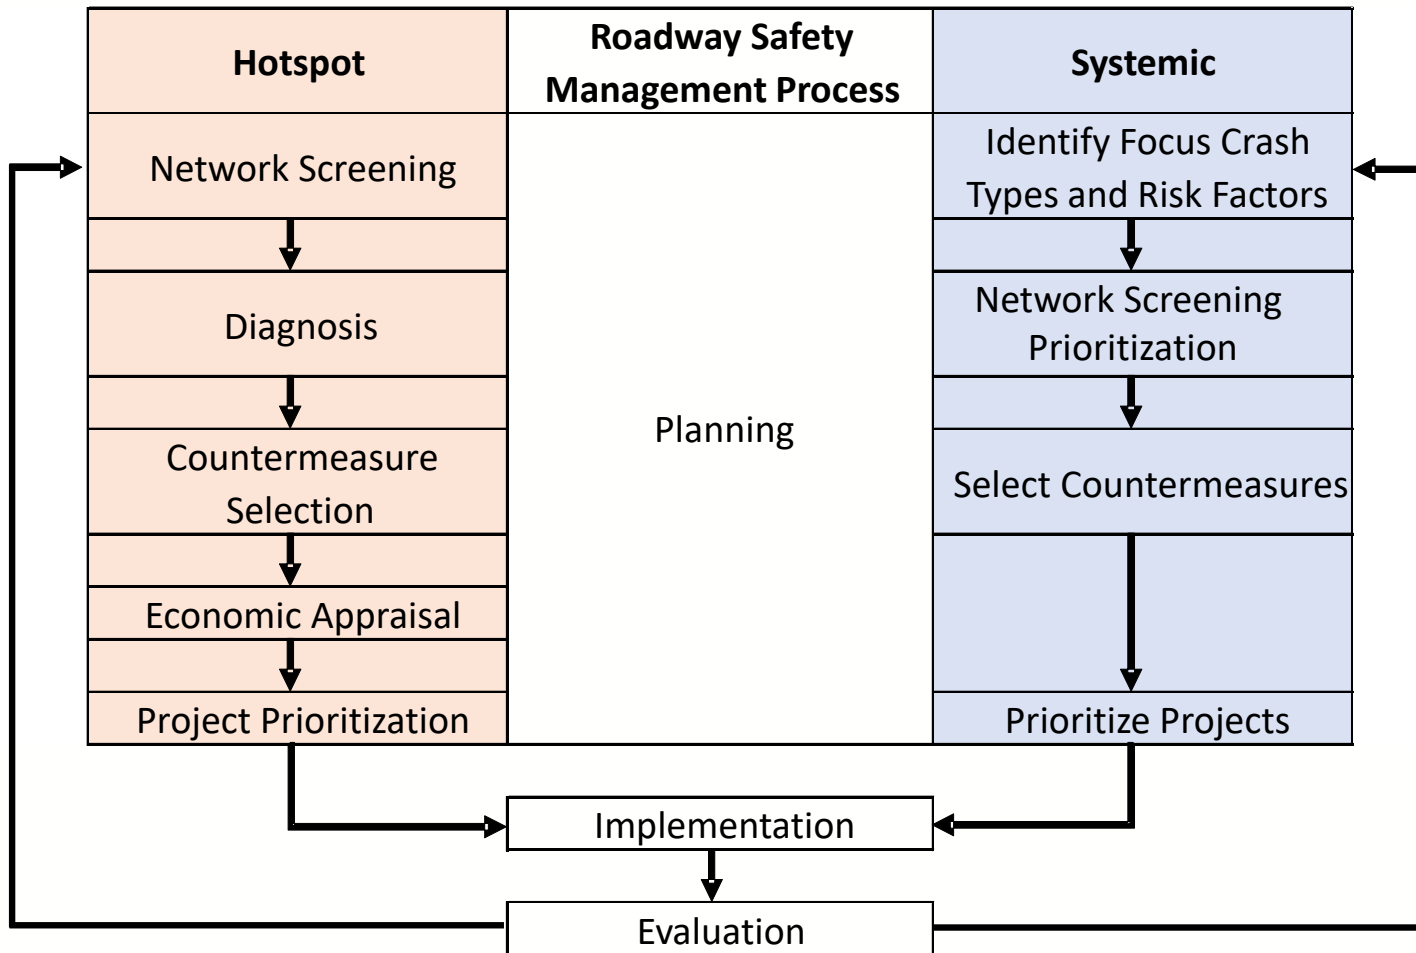 Hotspot
Roadway Safety
Management Process
Systemic
Network Screening
Diagnosis
Countermeasure
Selection
Economic Appraisal
Project Prioritization
Planning
Identify Focus Crash
Types and Risk Factors
Network Screening
Prioritization
Select Countermeasures
Prioritize Projects
Implementation
Evaluation